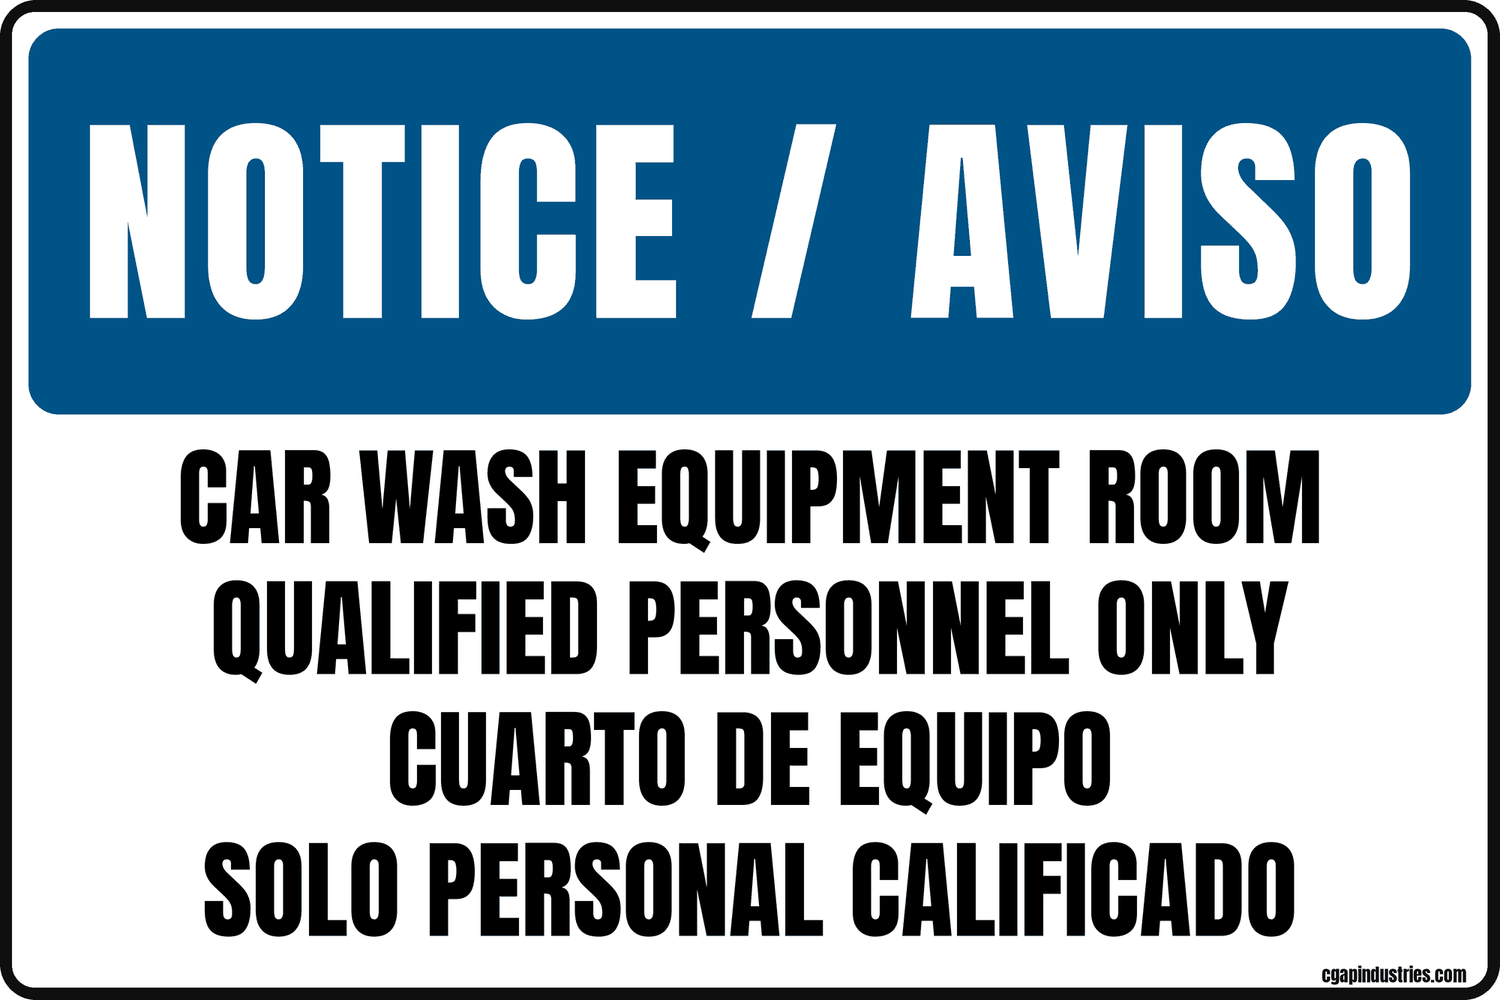 NOTICE / AVISO
CAR WASH EQUIPMENT ROOM
QUALIFIED PERSONNEL ONLY
CUARTO DE EQUIPO
SOLO PERSONAL CALIFICADO
cgapindustries.com